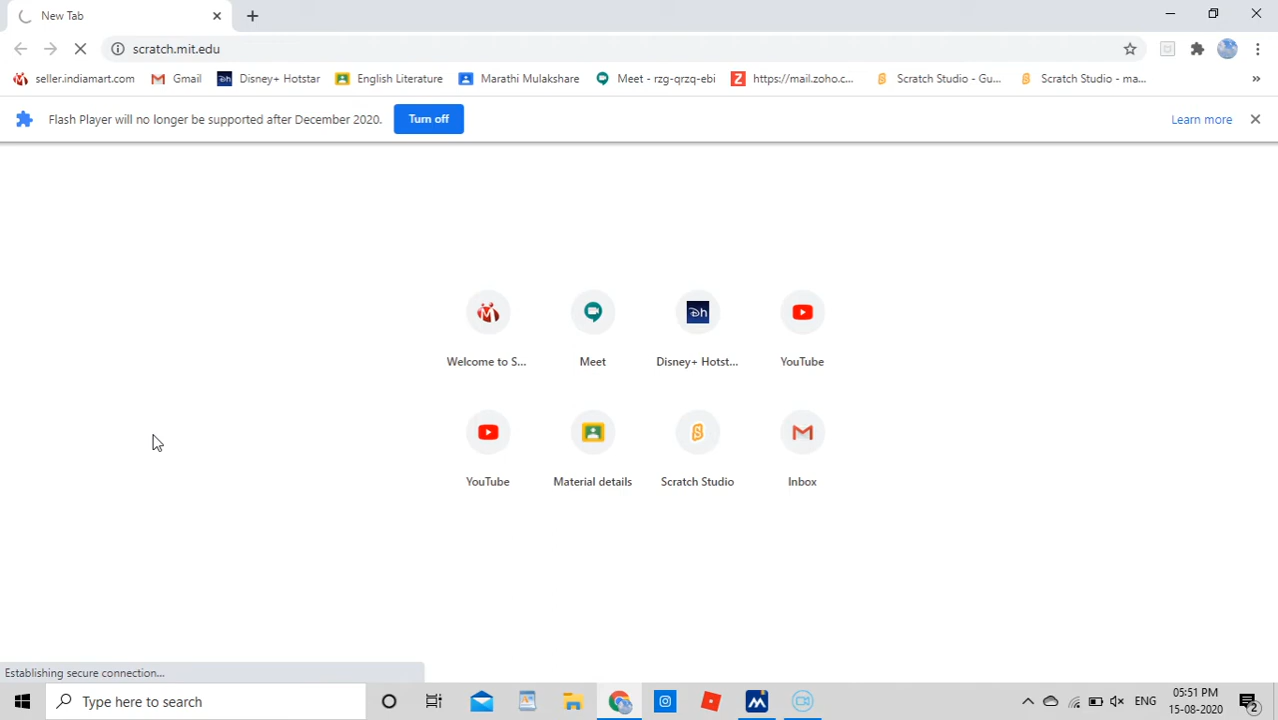 New Tab
scratch.mit.edu
seller.indiamart.com Gmail Disney+ Hotstar English Literature Marathi Mulakshare Meet - rzg-qrzq-ebi https://mail.zoho.c... Scratch Studio - Gu... Scratch Studio - ma... »
Flash Player will no longer be supported after December 2020. Turn off Learn more
Welcome to S... Meet Disney+ Hotst... YouTube
YouTube Material details Scratch Studio Inbox
Establishing secure connection...
Type here to search ENG 05:51 PM
15-08-2020 2